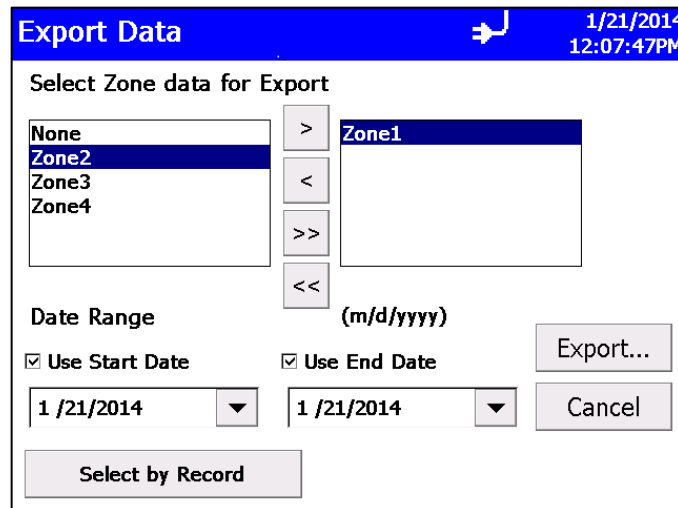 Export Data
1/21/2014
12:07:47PM
Select Zone data for Export
None
Zone2
Zone3
Zone4
>
<
>>
<<
Zone1
Date Range
(m/d/yyyy)
Use Start Date
Use End Date
1 /21/2014
1 /21/2014
Export...
Cancel
Select by Record